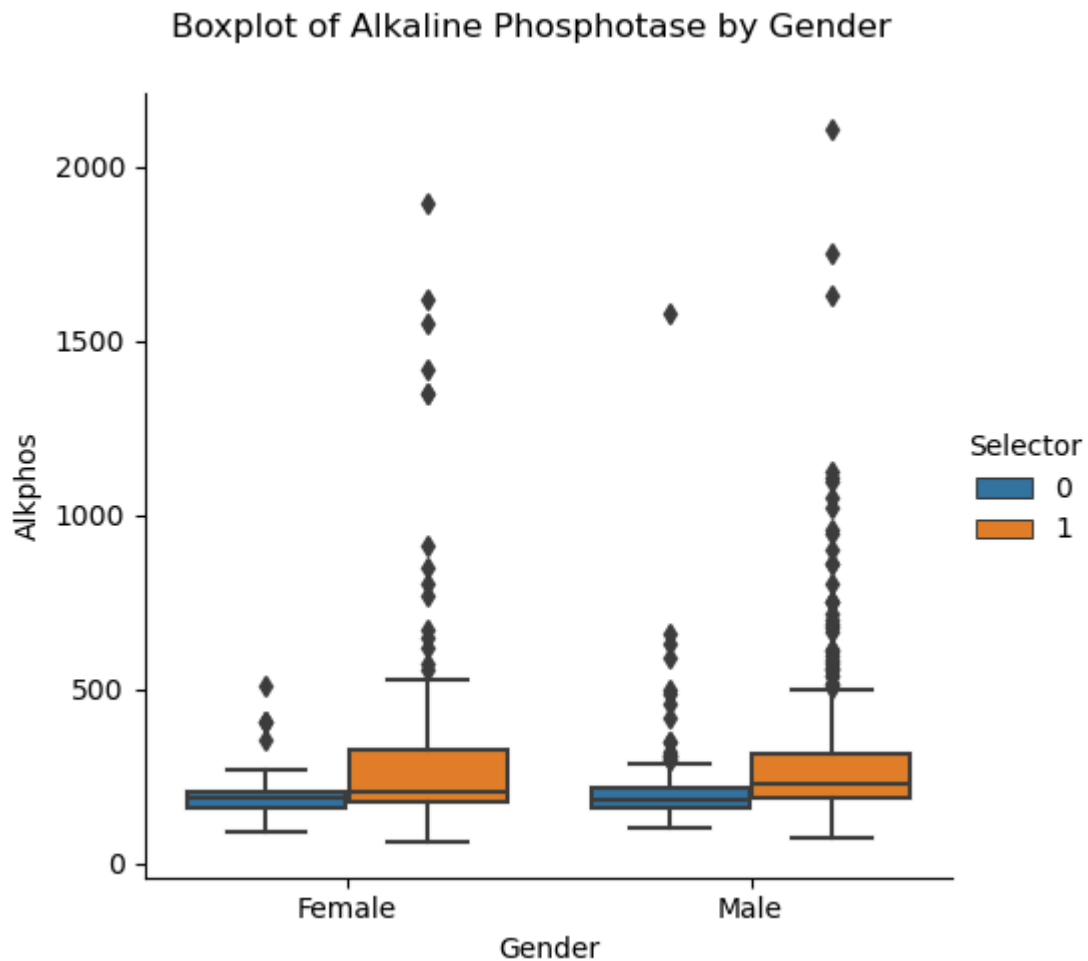 Boxplot of Alkaline Phosphotase by Gender
2000
1500
1000
500
0
Alkphos
Female
Male
Gender
Selector
0
1